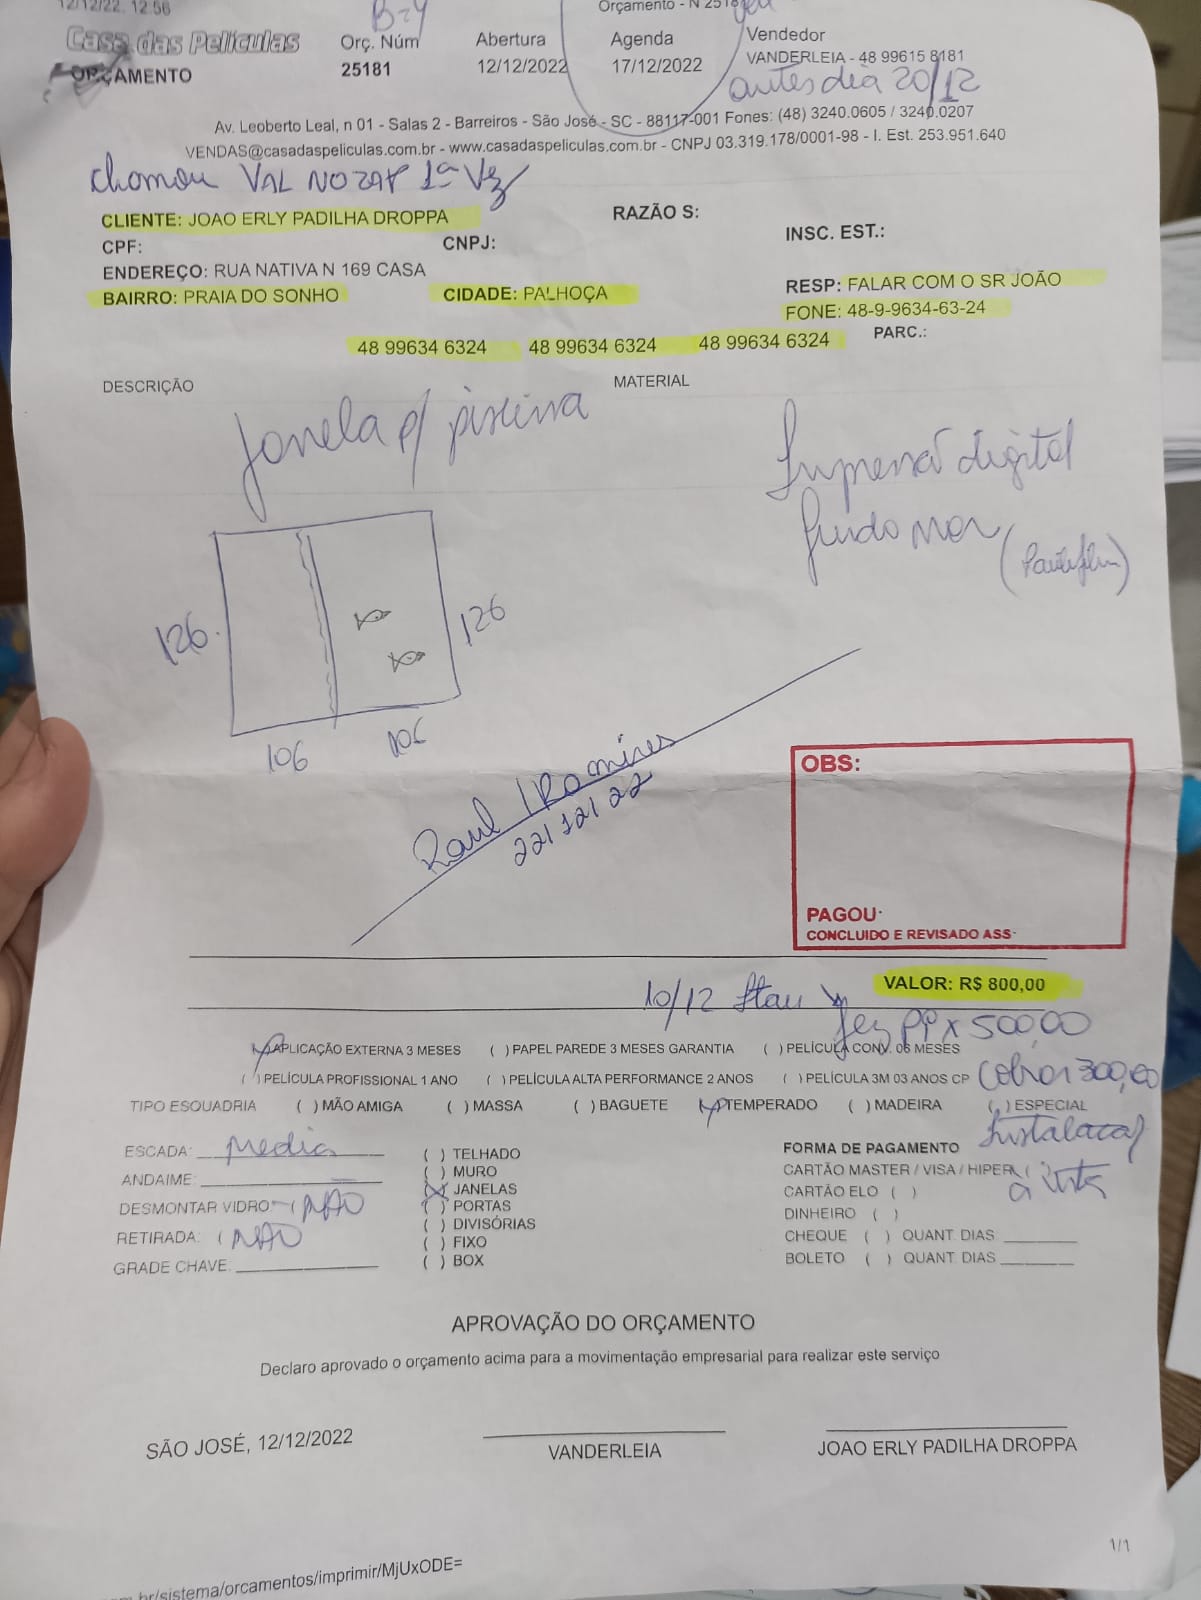 12/12/22, 12:56
Orçamento - N 25181
Casa das Películas
ORÇAMENTO
Orç. Núm
25181
Abertura
12/12/2022
Agenda
17/12/2022
Vendedor
VANDERLEIA - 48 99615 8181
antes dia 20/12
Av. Leoberto Leal, n 01 - Salas 2 - Barreiros - São José - SC - 88117-001 Fones: (48) 3240.0605 / 3240.0207
VENDAS@casadaspeliculas.com.br - www.casadaspeliculas.com.br - CNPJ 03.319.178/0001-98 - I. Est. 253.951.640
chamou VAL NO ZAP 1ª Vez
CLIENTE: JOAO ERLY PADILHA DROPPA
RAZÃO S:
CPF:
CNPJ:
INSC. EST.:
ENDEREÇO: RUA NATIVA N 169 CASA
BAIRRO: PRAIA DO SONHO
CIDADE: PALHOÇA
RESP: FALAR COM O SR JOÃO
FONE: 48-9-9634-63-24
48 99634 6324 48 99634 6324 48 99634 6324
PARC.:
DESCRIÇÃO
MATERIAL
Janela p/ piscina
Impressã digital
fundo mar
126
126
106
106
Raul / Ramires
22/12/22
OBS:
PAGOU:
CONCLUIDO E REVISADO ASS:
VALOR: R$ 800,00
10/12 Itau
fez PIX 500,00
( ) APLICAÇÃO EXTERNA 3 MESES ( ) PAPEL PAREDE 3 MESES GARANTIA ( ) PELÍCULA CONV. 06 MESES
( ) PELÍCULA PROFISSIONAL 1 ANO ( ) PELÍCULA ALTA PERFORMANCE 2 ANOS ( ) PELÍCULA 3M 03 ANOS CP
Cobrar 300,00
TIPO ESQUADRIA ( ) MÃO AMIGA ( ) MASSA ( ) BAGUETE ( ) TEMPERADO ( ) MADEIRA ( ) ESPECIAL
Instalaçaõ
ESCADA: Media
ANDAIME:
DESMONTAR VIDRO: ( NÃO
RETIRADA: ( NÃO
GRADE CHAVE:
( ) TELHADO
( ) MURO
(X) JANELAS
( ) PORTAS
( ) DIVISÓRIAS
( ) FIXO
( ) BOX
FORMA DE PAGAMENTO
CARTÃO MASTER / VISA / HIPER ( )
CARTÃO ELO ( )
à vista
DINHEIRO ( )
CHEQUE ( ) QUANT. DIAS
BOLETO ( ) QUANT. DIAS
APROVAÇÃO DO ORÇAMENTO
Declaro aprovado o orçamento acima para a movimentação empresarial para realizar este serviço
SÃO JOSÉ, 12/12/2022
VANDERLEIA
JOAO ERLY PADILHA DROPPA
1/1
br/sistema/orcamentos/imprimir/MjUxODE=